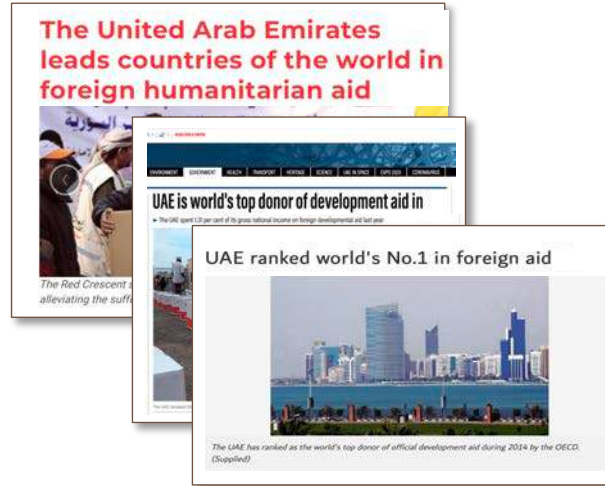 The United Arab Emirates
leads countries of the world in
foreign humanitarian aid
The Red Crescent
alleviating the
ENVIRONMENT GOVERNMENT HEALTH TRANSPORT HERITAGE SCIENCE UAE IN SPACE EXPO 2020 CORONAVIRUS
UAE is world's top donor of development aid in
The UAE spent 1.31 per cent of its gross national income on foreign developmental aid last year
UAE ranked world's No.1 in foreign aid
The UAE has ranked as the world's top donor of official development aid during 2014 by the OECD.
(Supplied)